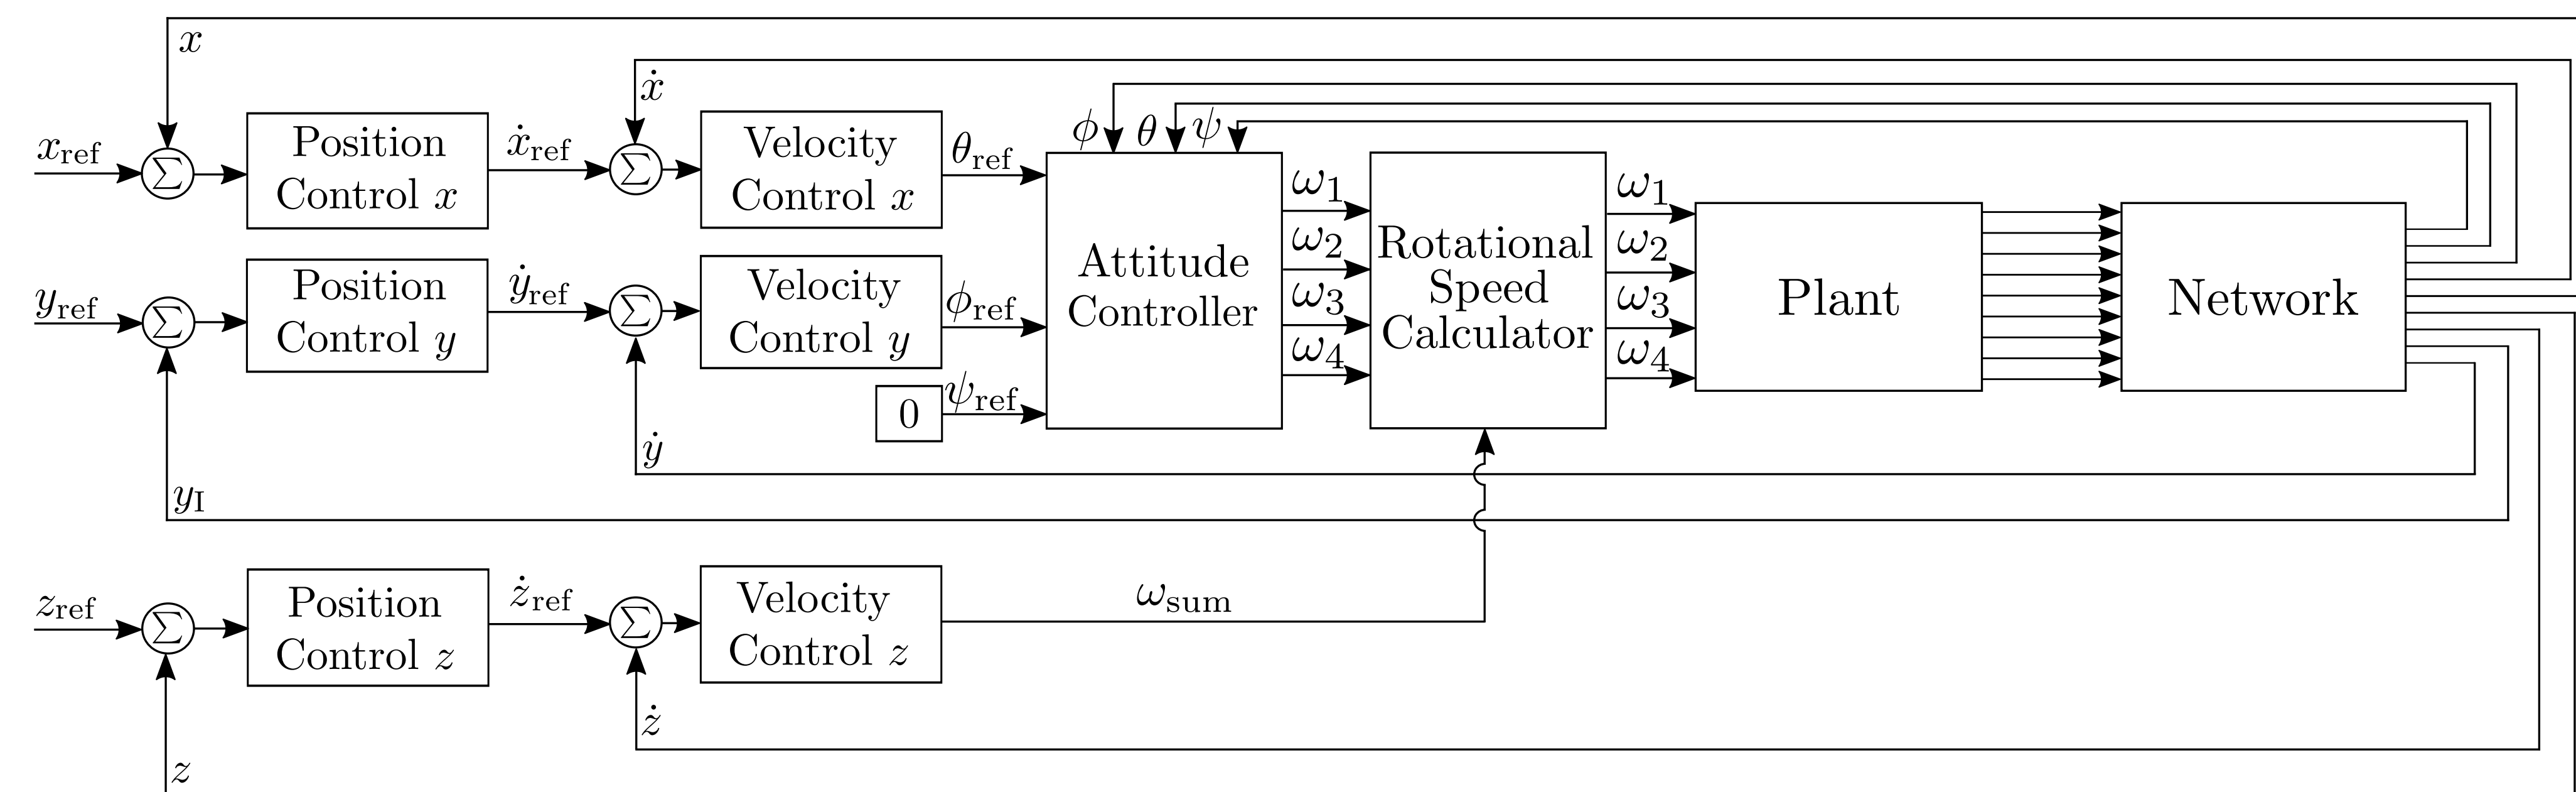 x
ẋ
ϕ θ ψ
x_ref
Σ
Position
Control x
ẋ_ref
Σ
Velocity
Control x
θ_ref
y_ref
Σ
Position
Control y
ẏ_ref
Σ
Velocity
Control y
ϕ_ref
0
ψ_ref
Attitude
Controller
ω₁
ω₂
ω₃
ω₄
Rotational
Speed
Calculator
ω₁
ω₂
ω₃
ω₄
Plant
Network
ẏ
y_I
z_ref
Σ
Position
Control z
ż_ref
Σ
Velocity
Control z
ω_sum
ż
z